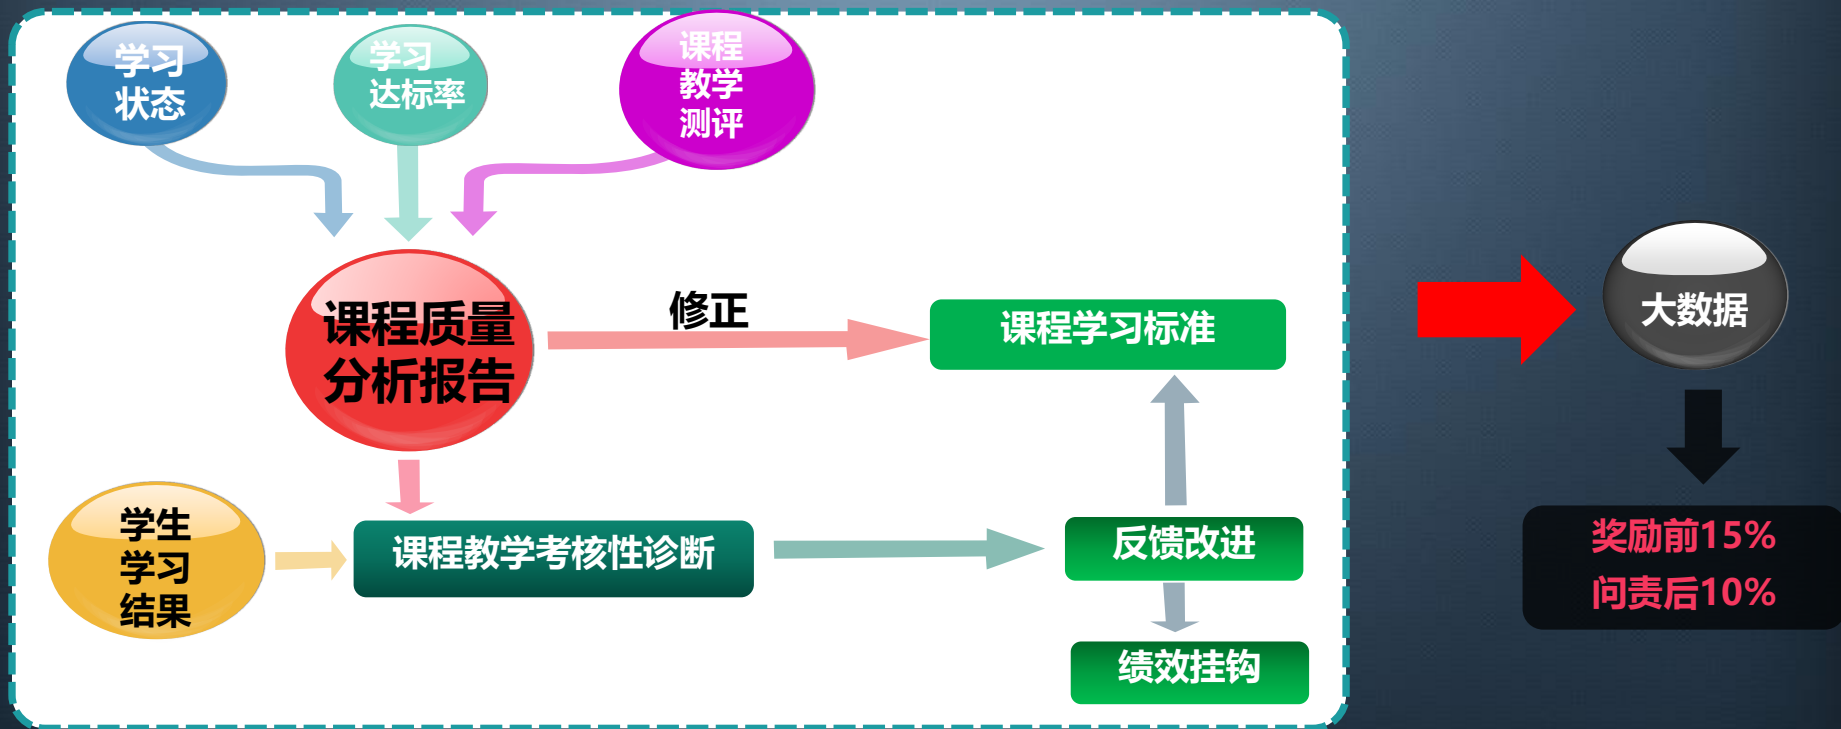 学习
状态
学习
达标率
课程
教学
测评
课程质量
分析报告
修正
课程学习标准
大数据
学生
学习
结果
课程教学考核性诊断
反馈改进
绩效挂钩
奖励前15%
问责后10%